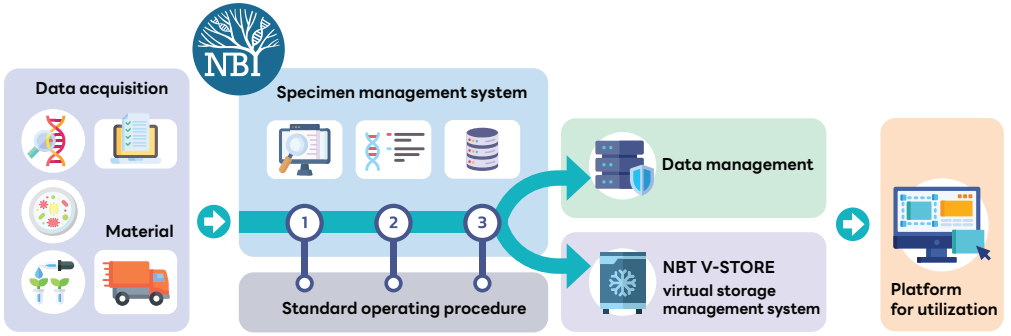 NBI
Data acquisition
Material
Specimen management system
1
2
3
Standard operating procedure
Data management
NBT V-STORE
virtual storage
management system
Platform
for utilization